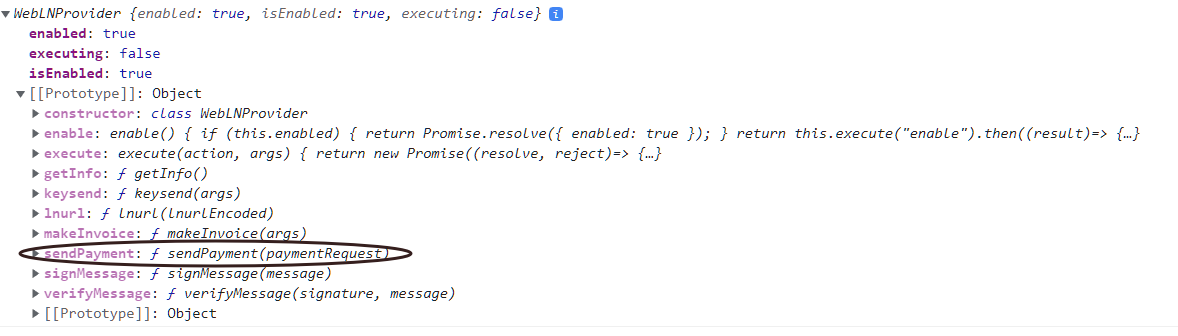 WebLNProvider {enabled: true, isEnabled: true, executing: false} i
enabled: true
executing: false
isEnabled: true
[[Prototype]]: Object
constructor: class WebLNProvider
enable: enable() { if (this.enabled) { return Promise.resolve({ enabled: true }); } return this.execute("enable").then((result)=> {…}
execute: execute(action, args) { return new Promise((resolve, reject)=> {…}
getInfo: ƒ getInfo()
keysend: ƒ keysend(args)
lnurl: ƒ lnurl(lnurlEncoded)
makeInvoice: ƒ makeInvoice(args)
sendPayment: ƒ sendPayment(paymentRequest)
signMessage: ƒ signMessage(message)
verifyMessage: ƒ verifyMessage(signature, message)
[[Prototype]]: Object